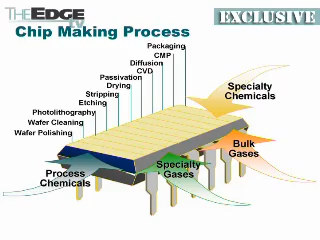 THE EDGE
TV
EXCLUSIVE
Chip Making Process
Packaging
CMP
Diffusion
CVD
Passivation
Drying
Stripping
Etching
Photolithography
Wafer Cleaning
Wafer Polishing
Specialty
Chemicals
Bulk
Gases
Specialty
Gases
Process
Chemicals